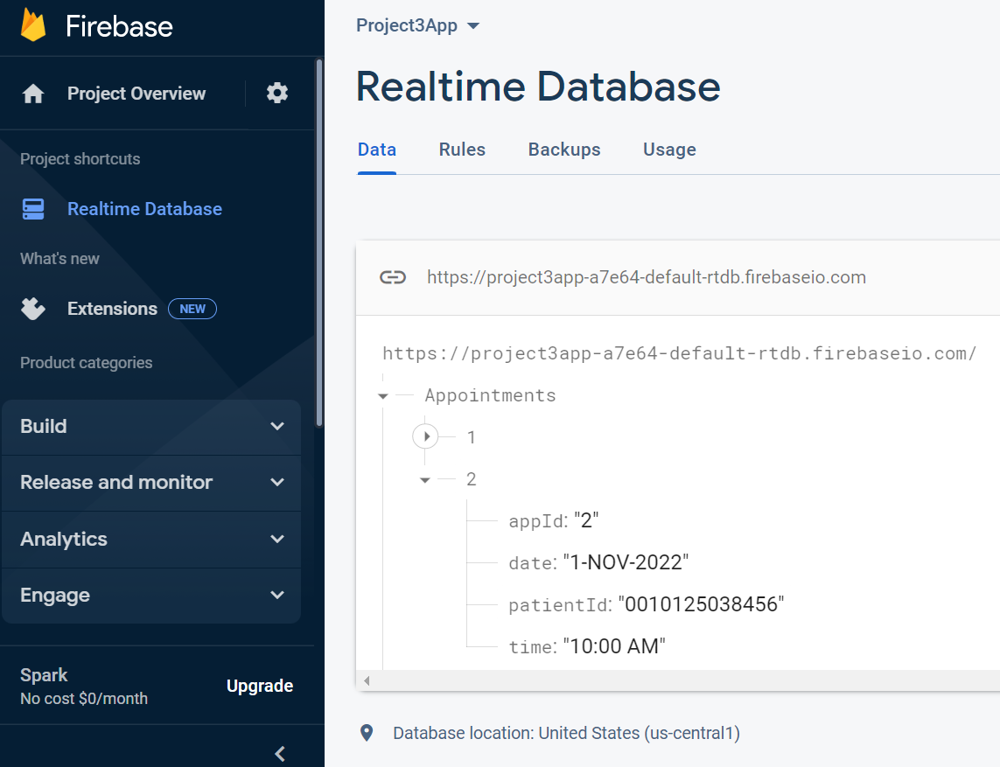 Firebase
Project Overview
Project shortcuts
Realtime Database
What's new
Extensions NEW
Product categories
Build
Release and monitor
Analytics
Engage
Spark
No cost $0/month
Upgrade
Project3App
Realtime Database
Data Rules Backups Usage
https://project3app-a7e64-default-rtdb.firebaseio.com
https://project3app-a7e64-default-rtdb.firebaseio.com/
Appointments
1
2
appId: "2"
date: "1-NOV-2022"
patientId: "0010125038456"
time: "10:00 AM"
Database location: United States (us-central1)